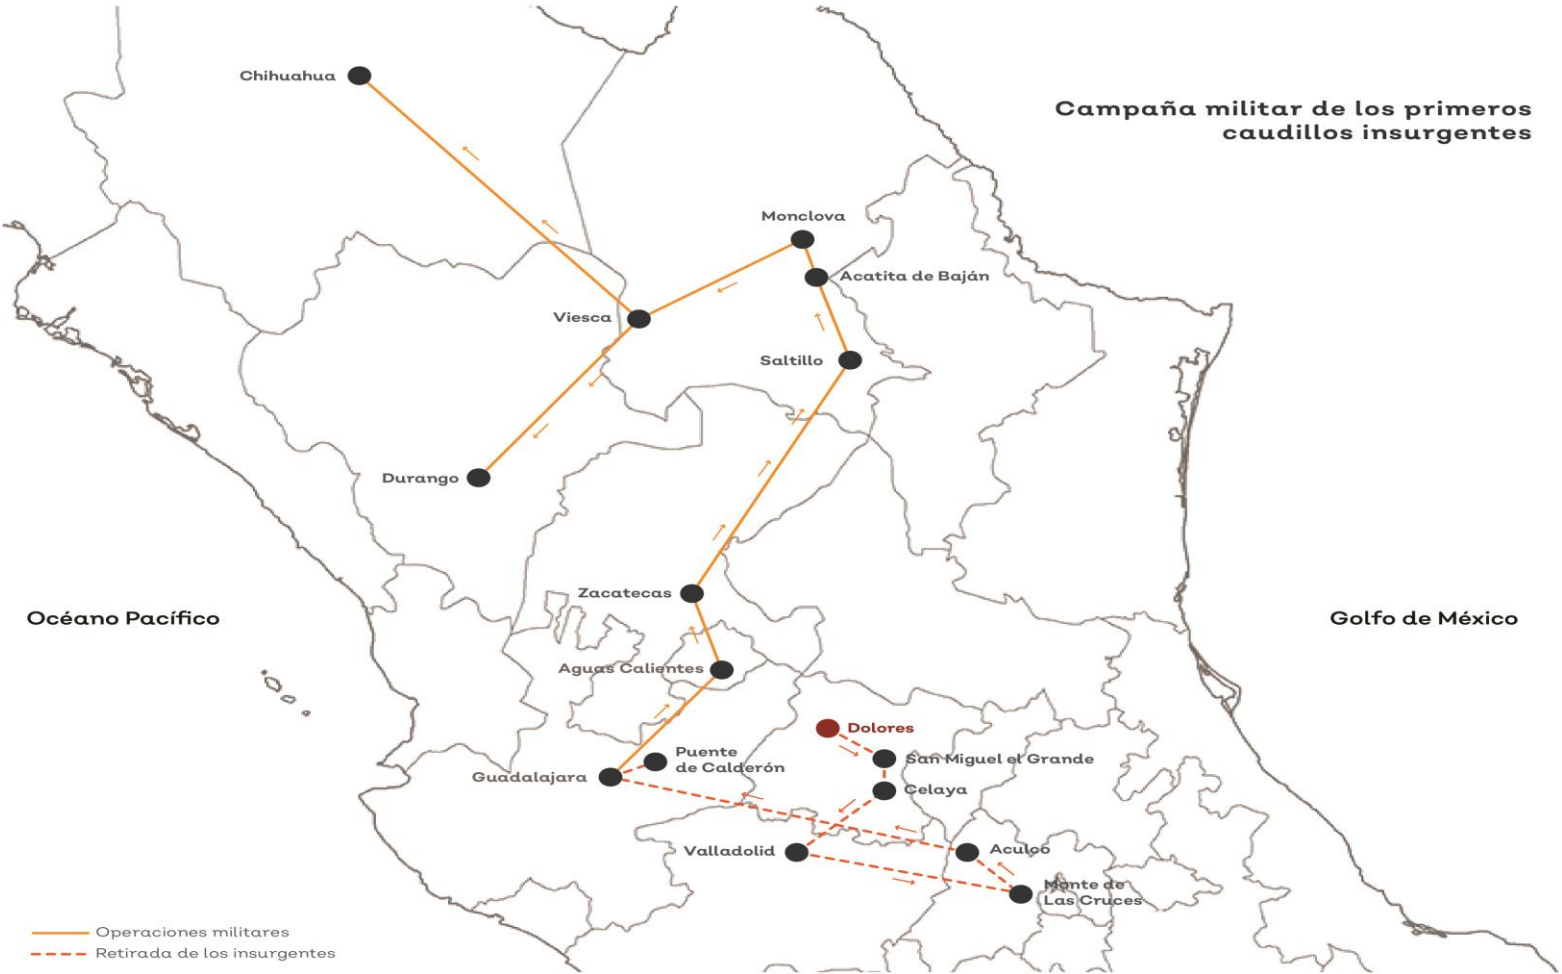 Chihuahua
Campaña militar de los primeros
caudillos insurgentes
Monclova
Acatita de Baján
Viesca
Saltillo
Durango
Zacatecas
Océano Pacífico
Golfo de México
Aguas Calientes
Dolores
Puente
de Calderón
San Miguel el Grande
Guadalajara
Celaya
Valladolid
Aculco
Monte de
Las Cruces
Operaciones militares
Retirada de los insurgentes